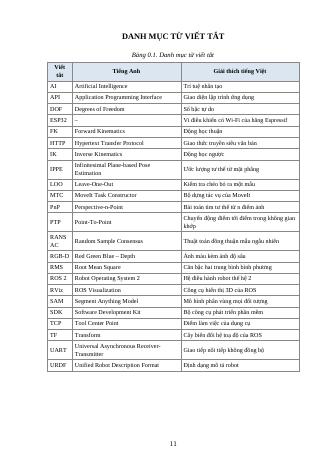 DANH MỤC TỪ VIẾT TẮT
Bảng 0.1. Danh mục từ viết tắt
Viết tắt Tiếng Anh Giải thích tiếng Việt
AI Artificial Intelligence Trí tuệ nhân tạo
API Application Programming Interface Giao diện lập trình ứng dụng
DOF Degrees of Freedom Số bậc tự do
ESP32 – Vi điều khiển có Wi-Fi của hãng Espressif
FK Forward Kinematics Động học thuận
HTTP Hypertext Transfer Protocol Giao thức truyền siêu văn bản
IK Inverse Kinematics Động học ngược
IPPE Infinitesimal Plane-based Pose Estimation Ước lượng tư thế từ mặt phẳng
LOO Leave-One-Out Kiểm tra chéo bỏ ra một mẫu
MTC MoveIt Task Constructor Bộ dựng tác vụ của MoveIt
PnP Perspective-n-Point Bài toán tìm tư thế từ n điểm ảnh
PTP Point-To-Point Chuyển động điểm tới điểm trong không gian khớp
RANSAC Random Sample Consensus Thuật toán đồng thuận mẫu ngẫu nhiên
RGB-D Red Green Blue – Depth Ảnh màu kèm ảnh độ sâu
RMS Root Mean Square Căn bậc hai trung bình bình phương
ROS 2 Robot Operating System 2 Hệ điều hành robot thế hệ 2
RViz ROS Visualization Công cụ hiển thị 3D của ROS
SAM Segment Anything Model Mô hình phân vùng mọi đối tượng
SDK Software Development Kit Bộ công cụ phát triển phần mềm
TCP Tool Center Point Điểm làm việc của dụng cụ
TF Transform Cây biến đổi hệ toạ độ của ROS
UART Universal Asynchronous Receiver-Transmitter Giao tiếp nối tiếp không đồng bộ
URDF Unified Robot Description Format Định dạng mô tả robot
11